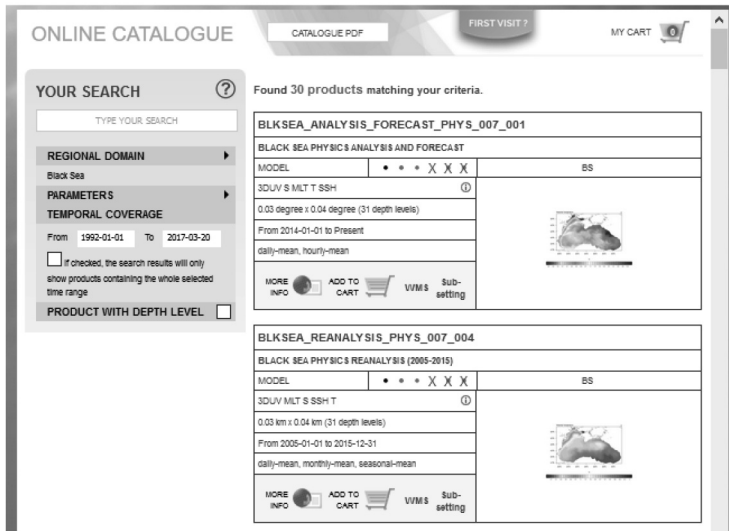 ONLINE CATALOGUE
CATALOGUE PDF
FIRST VISIT ?
MY CART 0
YOUR SEARCH ?
TYPE YOUR SEARCH
REGIONAL DOMAIN
Black Sea
PARAMETERS
TEMPORAL COVERAGE
From 1992-01-01 To 2017-03-20
If checked, the search results will only
show products containing the whole selected
time range
PRODUCT WITH DEPTH LEVEL
Found 30 products matching your criteria.
BLKSEA_ANALYSIS_FORECAST_PHYS_007_001
BLACK SEA PHYSICS ANALYSIS AND FORECAST
MODEL • • • X X X BS
3DUV S MLT T SSH
0.03 degree x 0.04 degree (31 depth levels)
From 2014-01-01 to Present
daily-mean, hourly-mean
MORE INFO ADD TO CART WMS Sub-setting
BLKSEA_REANALYSIS_PHYS_007_004
BLACK SEA PHYSICS REANALYSIS (2005-2015)
MODEL • • • X X X BS
3DUV MLT S SSH T
0.03 km x 0.04 km (31 depth levels)
From 2005-01-01 to 2015-12-31
daily-mean, monthly-mean, seasonal-mean
MORE INFO ADD TO CART WMS Sub-setting